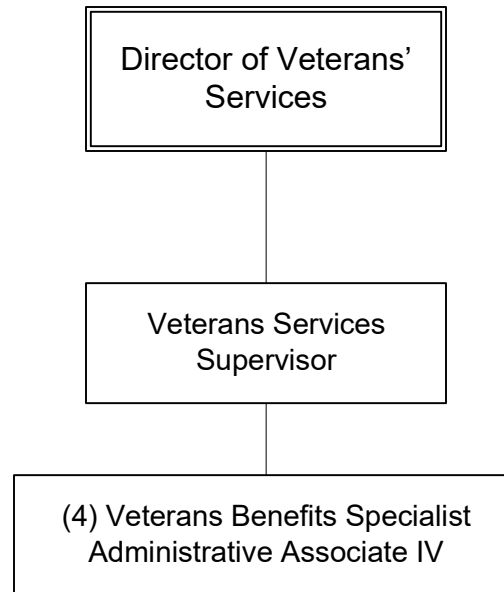 Director of Veterans’
Services
Veterans Services
Supervisor
(4) Veterans Benefits Specialist
Administrative Associate IV